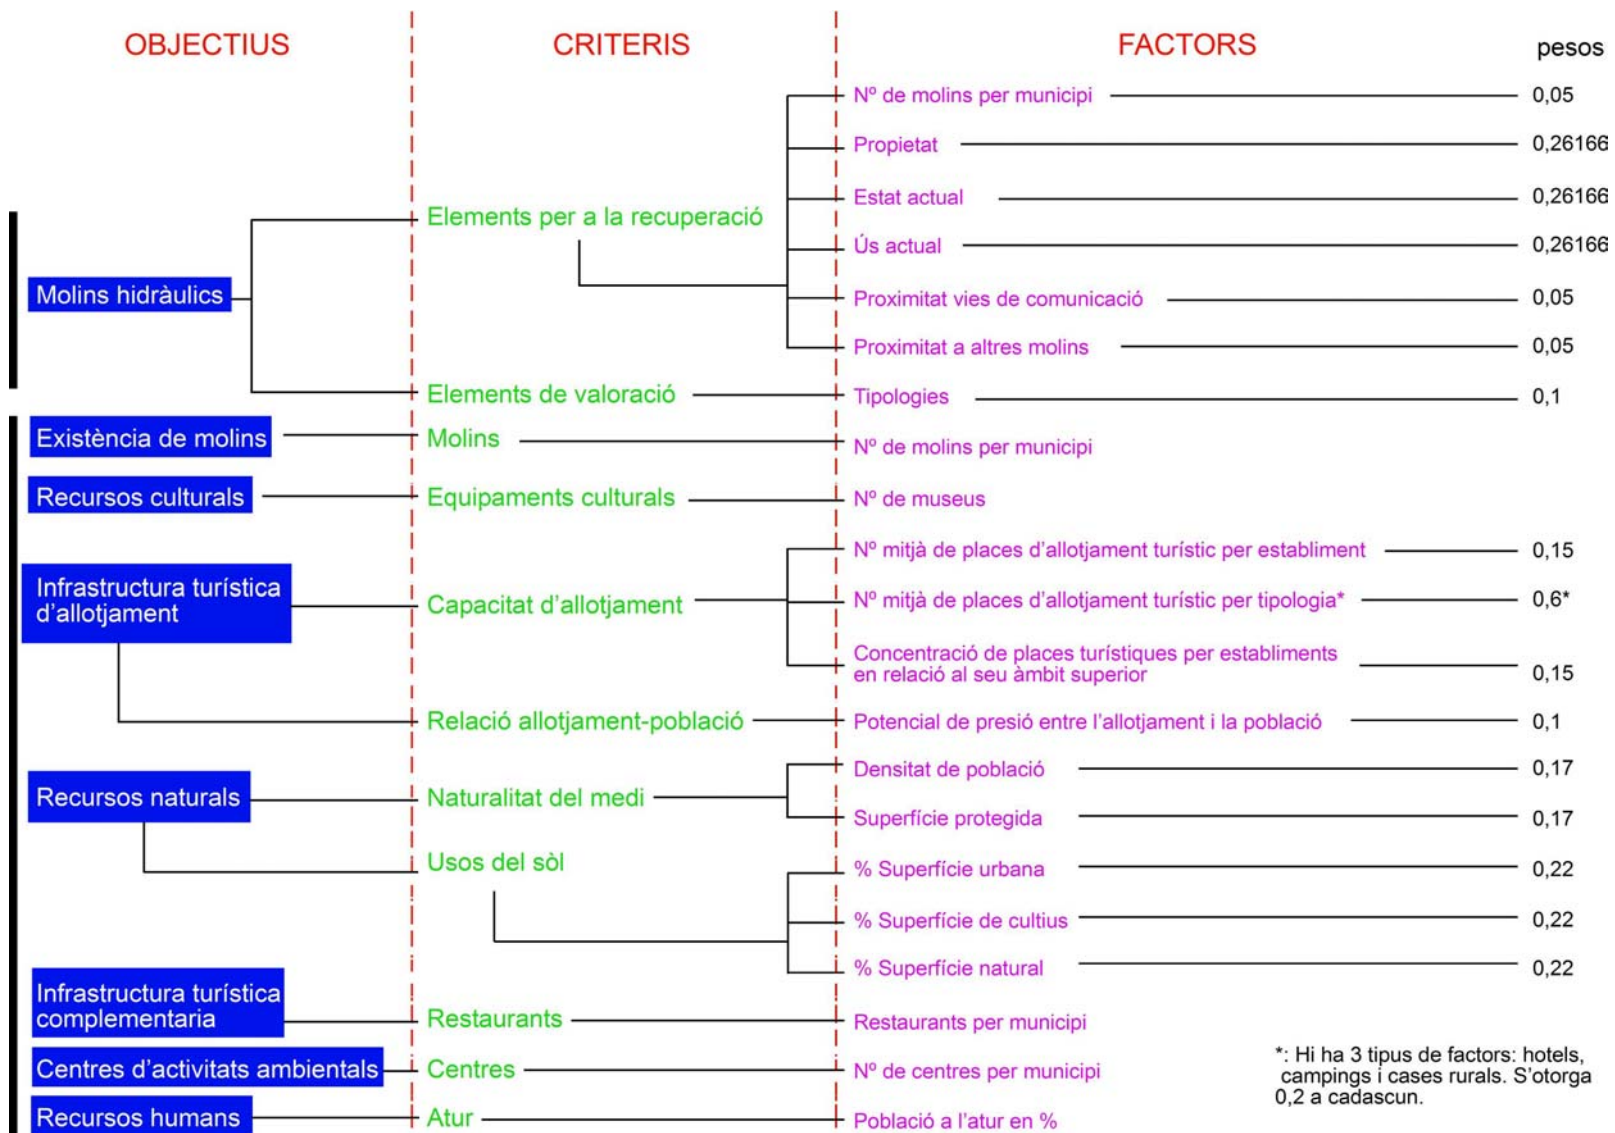 OBJECTIUS CRITERIS FACTORS pesos
Nº de molins per municipi 0,05
Propietat 0,26166
Estat actual 0,26166
Elements per a la recuperació
Ús actual 0,26166
Molins hidràulics
Proximitat vies de comunicació 0,05
Proximitat a altres molins 0,05
Elements de valoració Tipologies 0,1
Existència de molins Molins Nº de molins per municipi
Recursos culturals Equipaments culturals Nº de museus
Nº mitjà de places d'allotjament turístic per establiment 0,15
Infrastructura turística
d'allotjament
Capacitat d'allotjament Nº mitjà de places d'allotjament turístic per tipologia* 0,6*
Concentració de places turístiques per establiments
en relació al seu àmbit superior 0,15
Relació allotjament-població Potencial de presió entre l'allotjament i la població 0,1
Densitat de població 0,17
Recursos naturals Naturalitat del medi
Superfície protegida 0,17
Usos del sòl
% Superfície urbana 0,22
% Superfície de cultius 0,22
% Superfície natural 0,22
Infrastructura turística
complementaria Restaurants Restaurants per municipi
Centres d'activitats ambientals Centres Nº de centres per municipi
Recursos humans Atur Població a l'atur en %
*: Hi ha 3 tipus de factors: hotels,
campings i cases rurals. S'otorga
0,2 a cadascun.